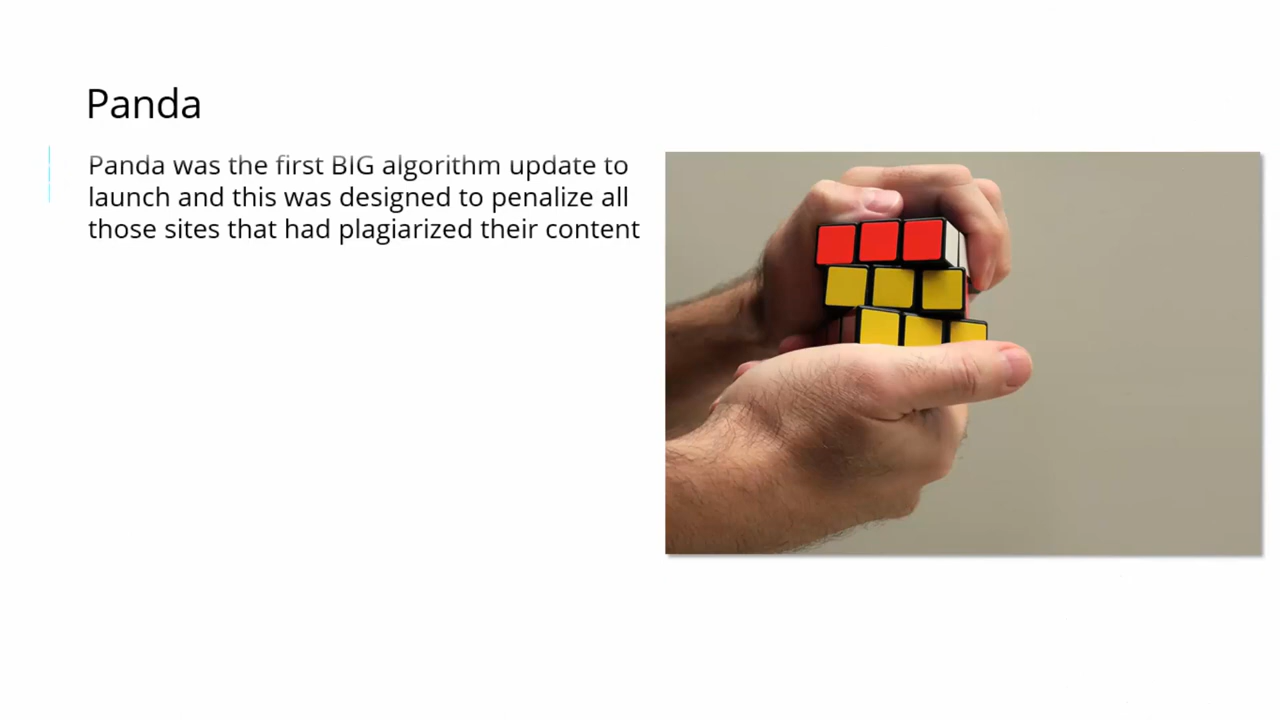 Panda
Panda was the first BIG algorithm update to
launch and this was designed to penalize all
those sites that had plagiarized their content